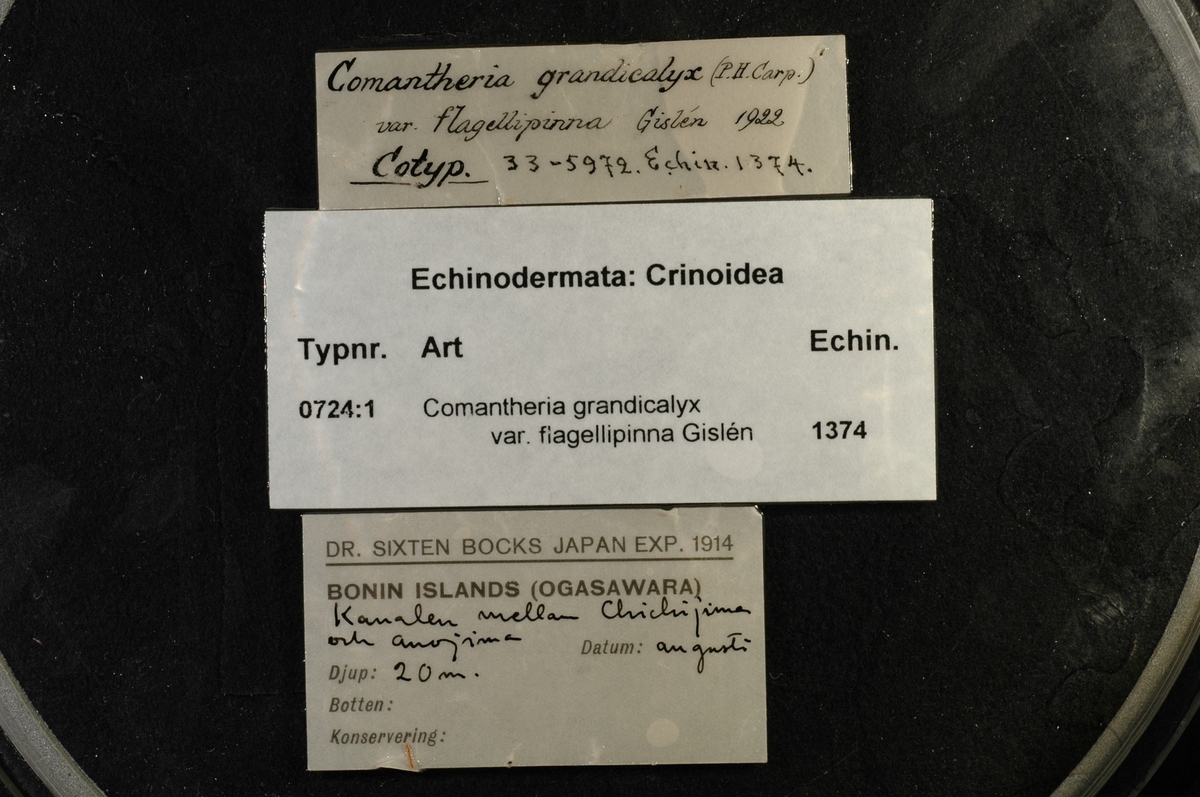 Comantheria grandicalyx (P.H.Carp.)
var. flagellipinna Gislén 1922
Cotyp. 33-5972. Echin. 1374.
Echinodermata: Crinoidea
Typnr. Art Echin.
0724:1 Comantheria grandicalyx
var. flagellipinna Gislén 1374
DR. SIXTEN BOCKS JAPAN EXP. 1914
BONIN ISLANDS (OGASAWARA)
Kanalen mellan Chichijima
och anojima Datum: augusti
Djup: 20 m.
Botten:
Konservering: